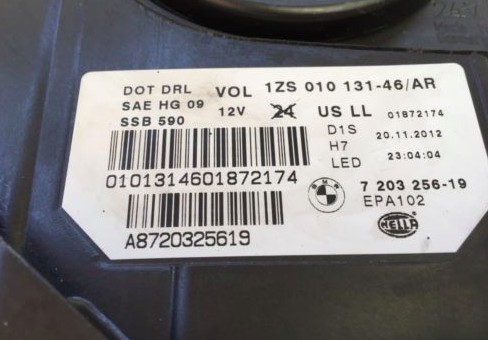 DOT DRL VOL 1ZS 010 131-46/AR
SAE HG 09 12V 24 US LL 01872174
SSB 590 D1S 20.11.2012
H7
LED 23:04:04
0101314601872174
BMW 7 203 256-19
EPA102
A8720325619
HELLA